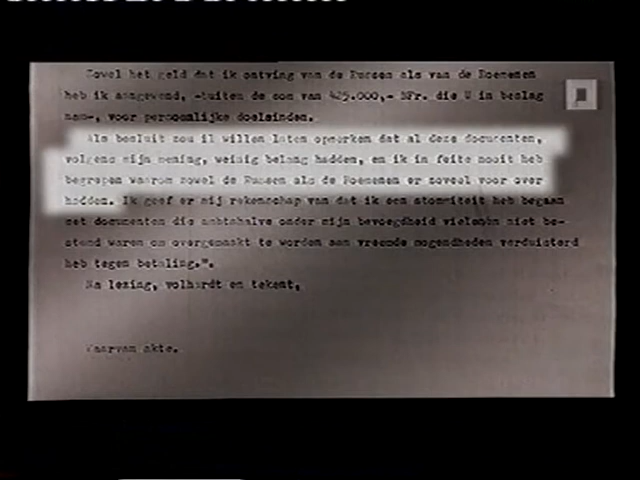 Zowel het geld dat ik ontving van de Russen als van de Roemenen
heb ik aangewend, -buiten de som van 425.000,- BFr. die U in beslag
nam-, voor persoonlijke doeleinden.
Als besluit zou il willen laten opmerken dat al deze documenten,
volgens mijn mening, weinig belang hadden, en ik in feite nooit heb
begrepen waarom zowel de Russen als de Roemenen er zoveel voor over
hadden. Ik geef er mij rekenschap van dat ik een stommiteit heb begaan
met documenten die ambtshalve onder mijn bevoegdheid vielen niet be-
stemd waren om overgemaakt te worden aan vreemde mogendheden verduisterd
heb tegen betaling.".
Na lezing, volhardt en tekent,
Waarvan akte.